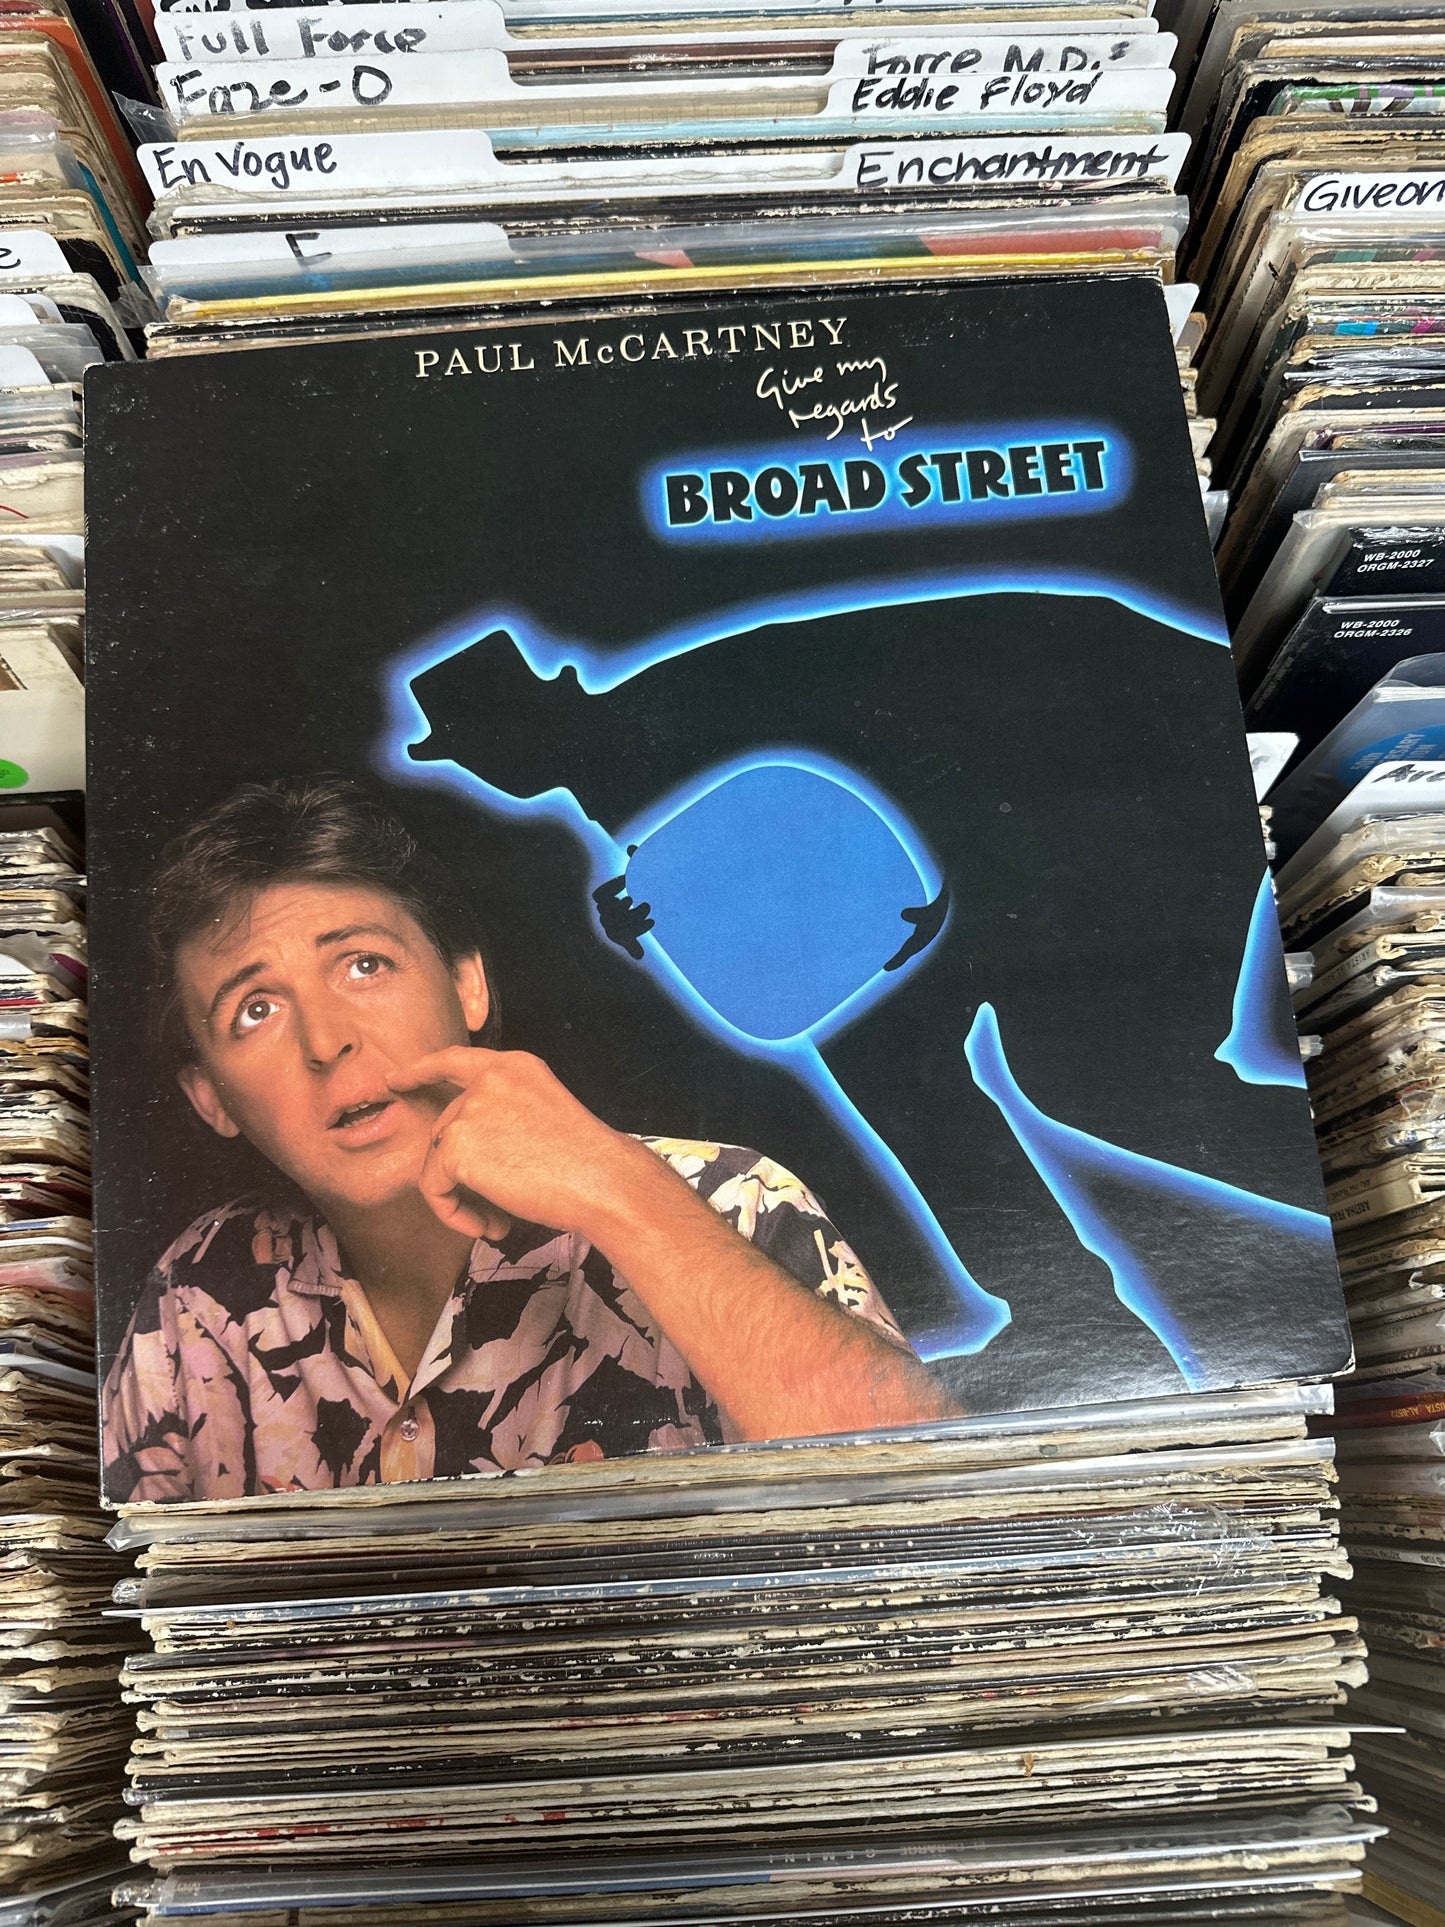 Full Force
Force M.D.s
Faze-O
Eddie Floyd
En Vogue
Enchantment
Giveon
F
PAUL McCARTNEY
Give my
regards
to
BROAD STREET
WB-2000
ORGM-2327
WB-2000
ORGM-2326
GEMINI